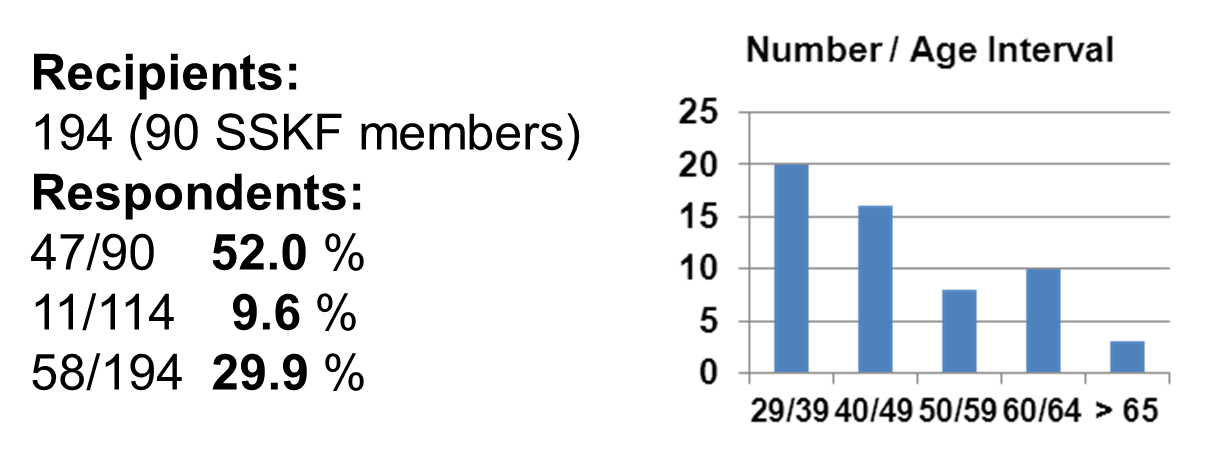 Recipients:
194 (90 SSKF members)
Respondents:
47/90 52.0 %
11/114 9.6 %
58/194 29.9 %
Number / Age Interval
25
20
15
10
5
0
29/39 40/49 50/59 60/64 > 65